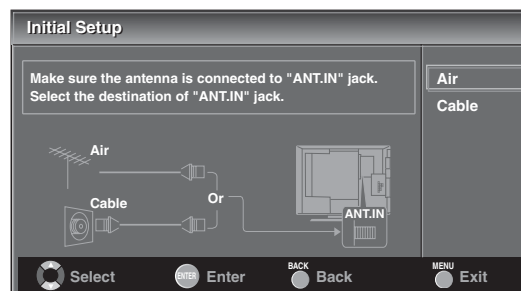 Initial Setup
Make sure the antenna is connected to "ANT.IN" jack.
Select the destination of "ANT.IN" jack.
Air
Cable
Air
Cable
Or
ANT.IN
Select
ENTER Enter
BACK Back
MENU Exit